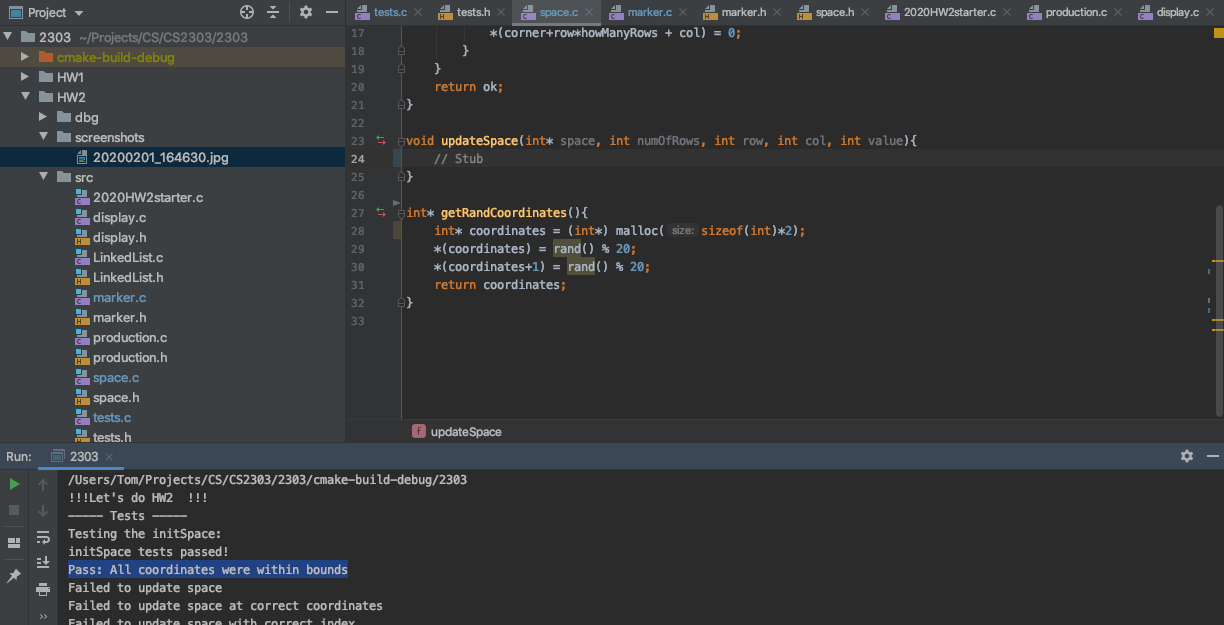 Project
tests.c tests.h space.c marker.c marker.h space.h 2020HW2starter.c production.c display.c
2303 ~/Projects/CS/CS2303/2303
cmake-build-debug
HW1
HW2
dbg
screenshots
20200201_164630.jpg
src
2020HW2starter.c
display.c
display.h
LinkedList.c
LinkedList.h
marker.c
marker.h
production.c
production.h
space.c
space.h
tests.c
tests.h
17 *(corner+row*howManyRows + col) = 0;
18 }
19 }
20 return ok;
21 }
22
23 void updateSpace(int* space, int numOfRows, int row, int col, int value){
24 // Stub
25 }
26
27 int* getRandCoordinates(){
28 int* coordinates = (int*) malloc( size: sizeof(int)*2);
29 *(coordinates) = rand() % 20;
30 *(coordinates+1) = rand() % 20;
31 return coordinates;
32 }
33
f updateSpace
Run: 2303
/Users/Tom/Projects/CS/CS2303/2303/cmake-build-debug/2303
!!!Let's do HW2  !!!
----- Tests -----
Testing the initSpace:
initSpace tests passed!
Pass: All coordinates were within bounds
Failed to update space
Failed to update space at correct coordinates
Failed to update space with correct index